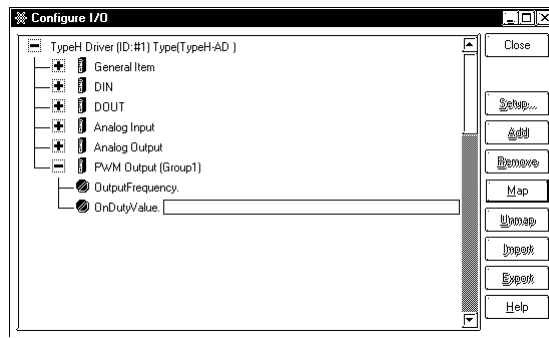 Configure I/O
TypeH Driver (ID:#1) Type(TypeH-AD )
General Item
DIN
DOUT
Analog Input
Analog Output
PWM Output (Group1)
OutputFrequency.
OnDutyValue.
Close
Setup...
Add
Remove
Map
Unmap
Import
Export
Help